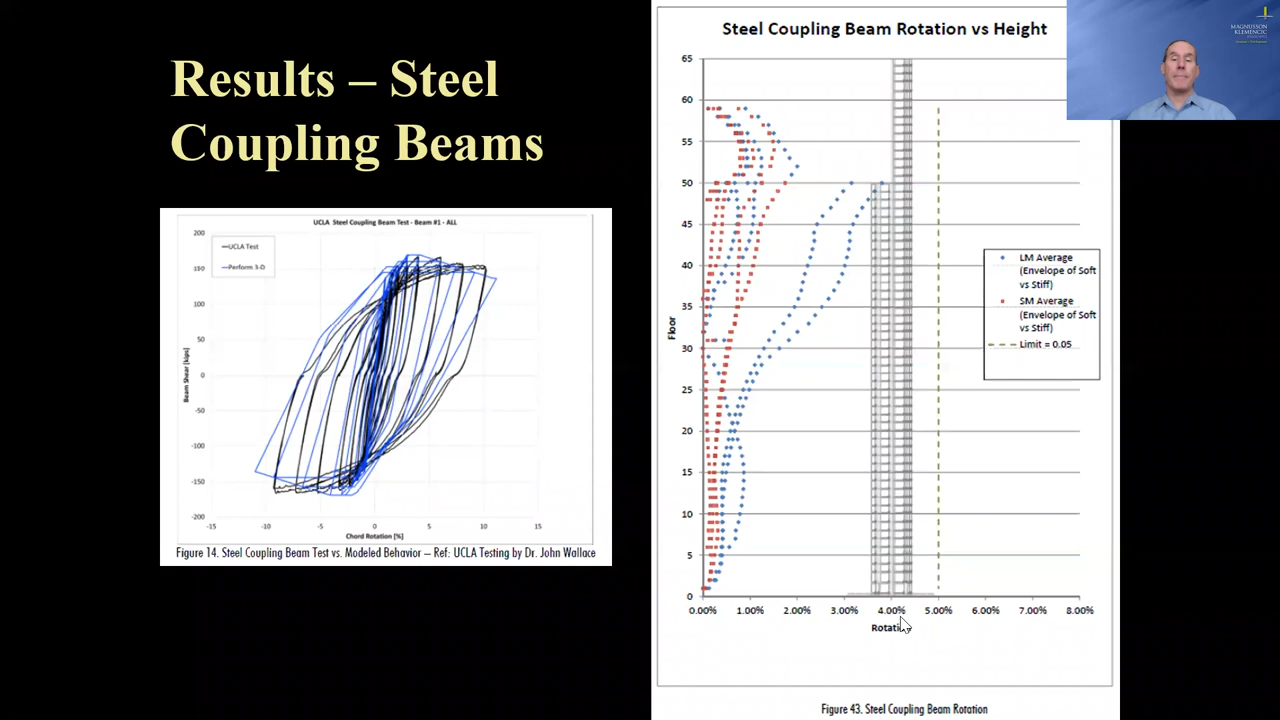 Results – Steel
Coupling Beams
UCLA Steel Coupling Beam Test - Beam #1 - ALL
UCLA Test
Perform 3-D
Beam Shear [kips]
200
150
100
50
0
-50
-100
-150
-200
-15 -10 -5 0 5 10 15
Chord Rotation [%]
Figure 14. Steel Coupling Beam Test vs. Modeled Behavior – Ref: UCLA Testing by Dr. John Wallace
Steel Coupling Beam Rotation vs Height
Floor
65
60
55
50
45
40
35
30
25
20
15
10
5
0
0.00% 1.00% 2.00% 3.00% 4.00% 5.00% 6.00% 7.00% 8.00%
LM Average
(Envelope of Soft
vs Stiff)
SM Average
(Envelope of Soft
vs Stiff)
Limit = 0.05
Figure 43. Steel Coupling Beam Rotation
MAGNUSSON
KLEMENCIC